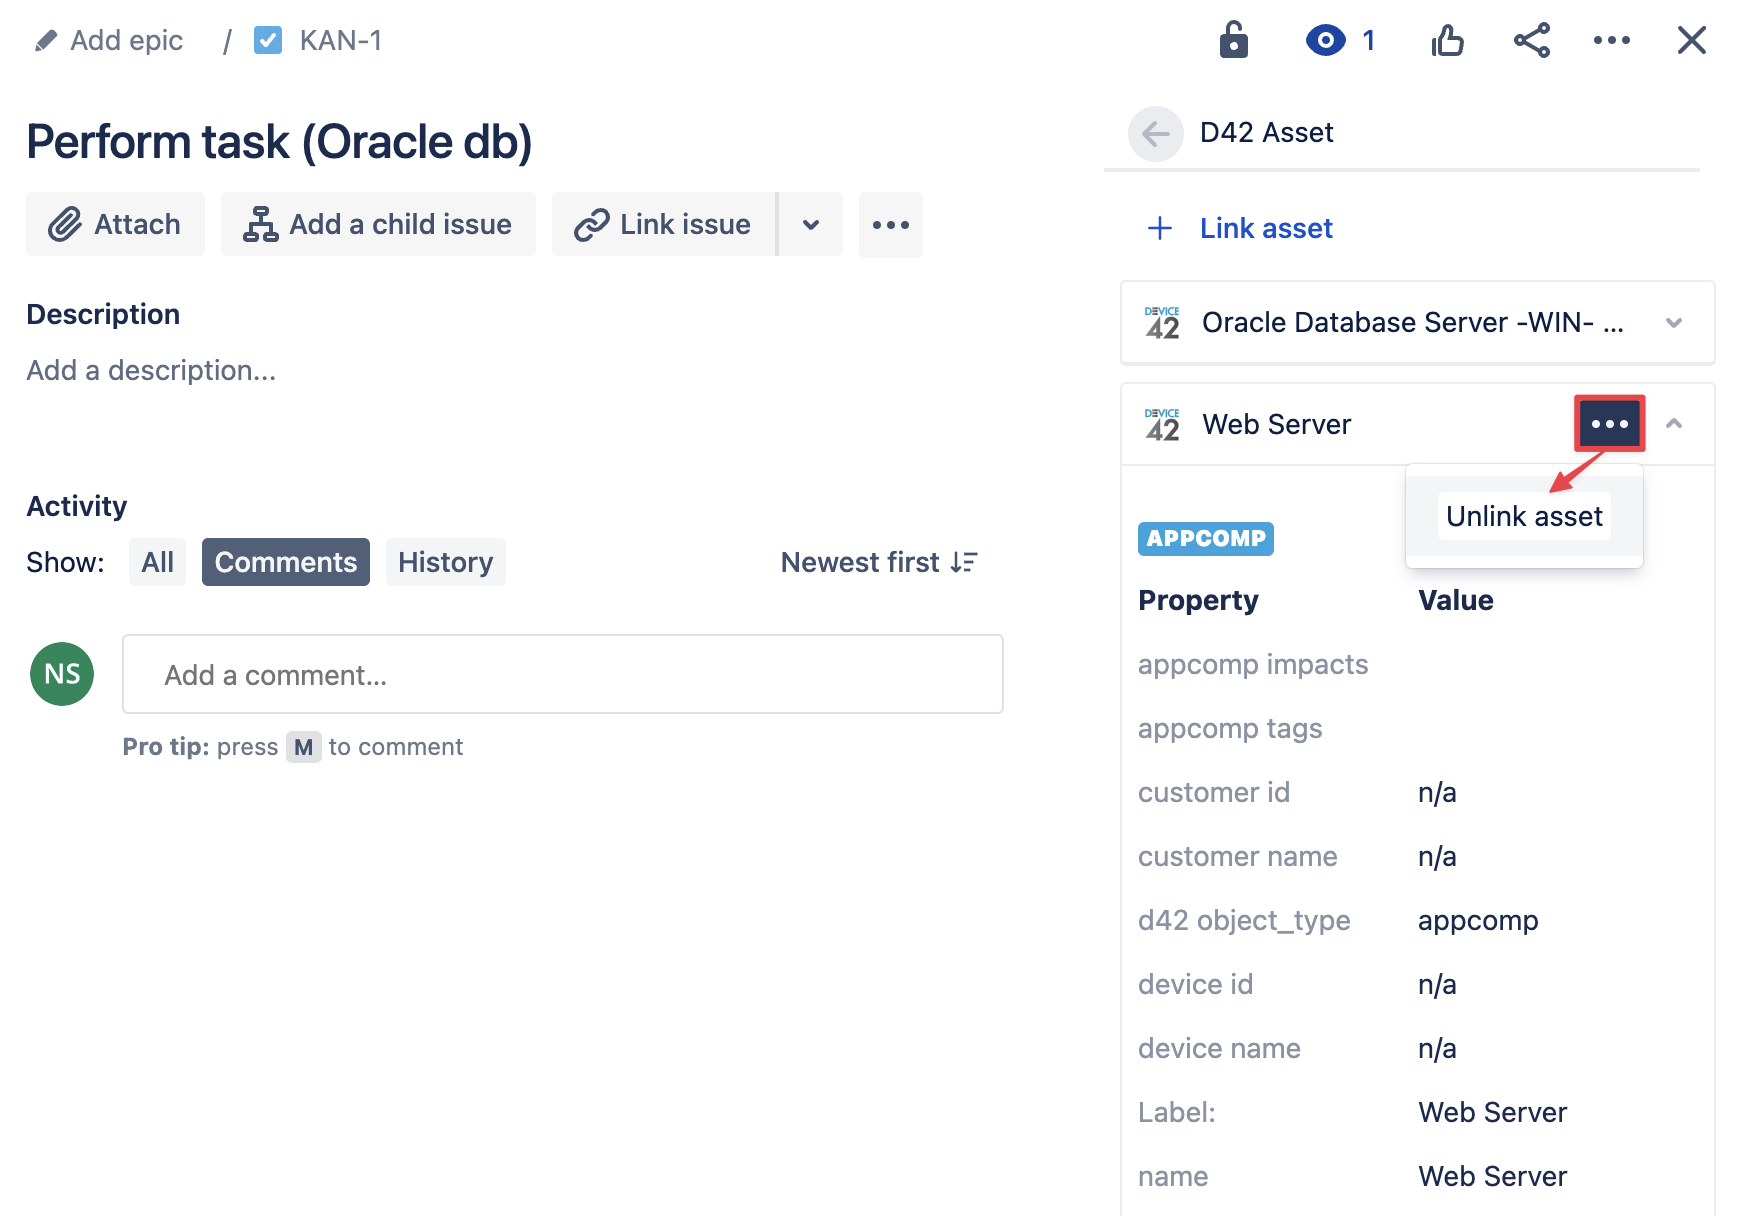 Add epic / KAN-1
1
Perform task (Oracle db)
Attach
Add a child issue
Link issue
Description
Add a description...
Activity
Show:
All
Comments
History
Newest first
NS
Add a comment...
Pro tip: press M to comment
D42 Asset
+ Link asset
DEVICE
42
Oracle Database Server -WIN- ...
DEVICE
42
Web Server
Unlink asset
APPCOMP
Property Value
appcomp impacts
appcomp tags
customer id n/a
customer name n/a
d42 object_type appcomp
device id n/a
device name n/a
Label: Web Server
name Web Server